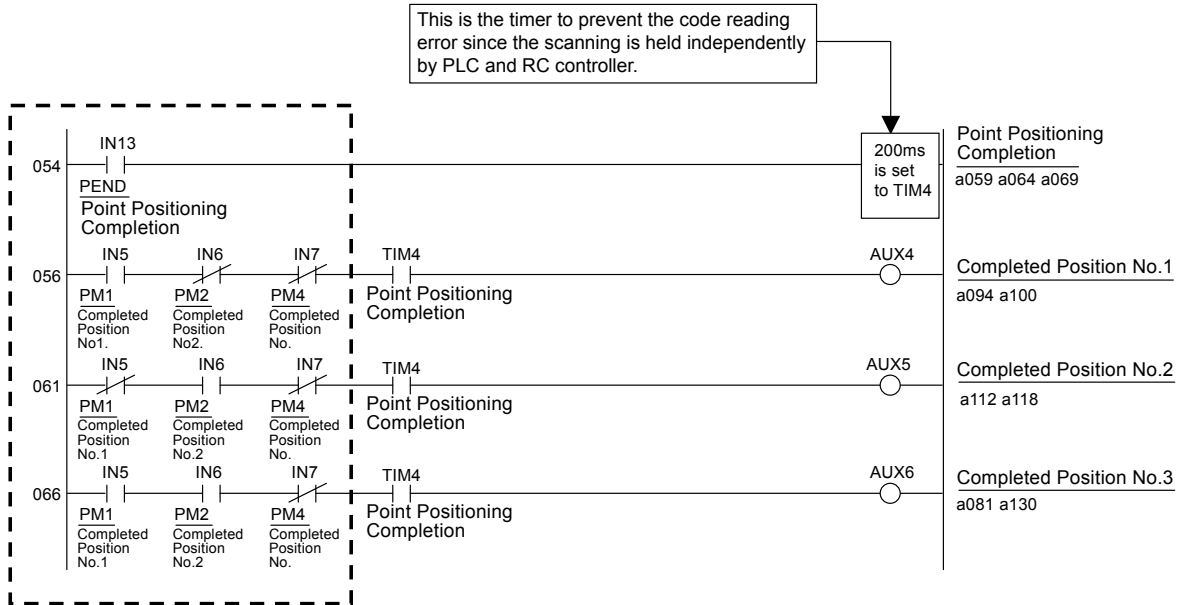 This is the timer to prevent the code reading
error since the scanning is held independently
by PLC and RC controller.
IN13
054
PEND
Point Positioning
Completion
200ms
is set
to TIM4
Point Positioning
Completion
a059 a064 a069
IN5 IN6 IN7 TIM4 AUX4
056
PM1 PM2 PM4 Point Positioning
Completed Completed Completed Completion
Position Position Position
No1. No2. No.
Completed Position No.1
a094 a100
IN5 IN6 IN7 TIM4 AUX5
061
PM1 PM2 PM4 Point Positioning
Completed Completed Completed Completion
Position Position Position
No.1 No.2 No.
Completed Position No.2
a112 a118
IN5 IN6 IN7 TIM4 AUX6
066
PM1 PM2 PM4 Point Positioning
Completed Completed Completed Completion
Position Position Position
No.1 No.2 No.
Completed Position No.3
a081 a130